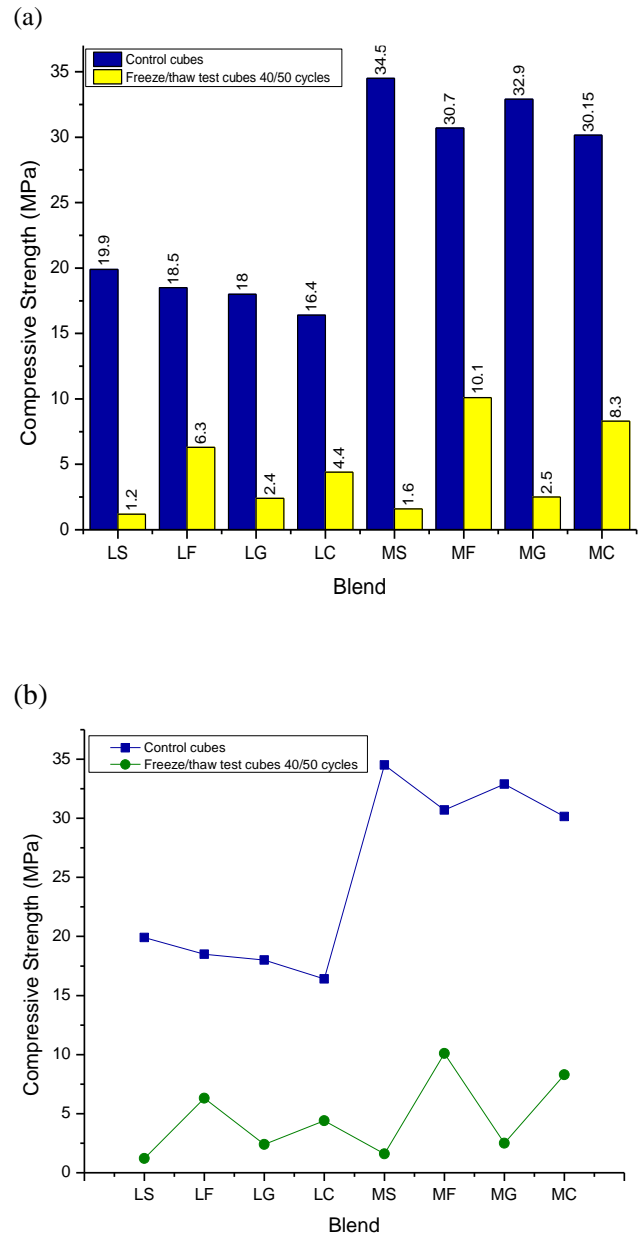 (a)
Control cubes
Freeze/thaw test cubes 40/50 cycles
Compressive Strength (MPa)
35
30
25
20
15
10
5
0
19.9
1.2
18.5
6.3
18
2.4
16.4
4.4
34.5
1.6
30.7
10.1
32.9
2.5
30.15
8.3
LS LF LG LC MS MF MG MC
Blend
(b)
Control cubes
Freeze/thaw test cubes 40/50 cycles
Compressive Strength (MPa)
35
30
25
20
15
10
5
0
LS LF LG LC MS MF MG MC
Blend